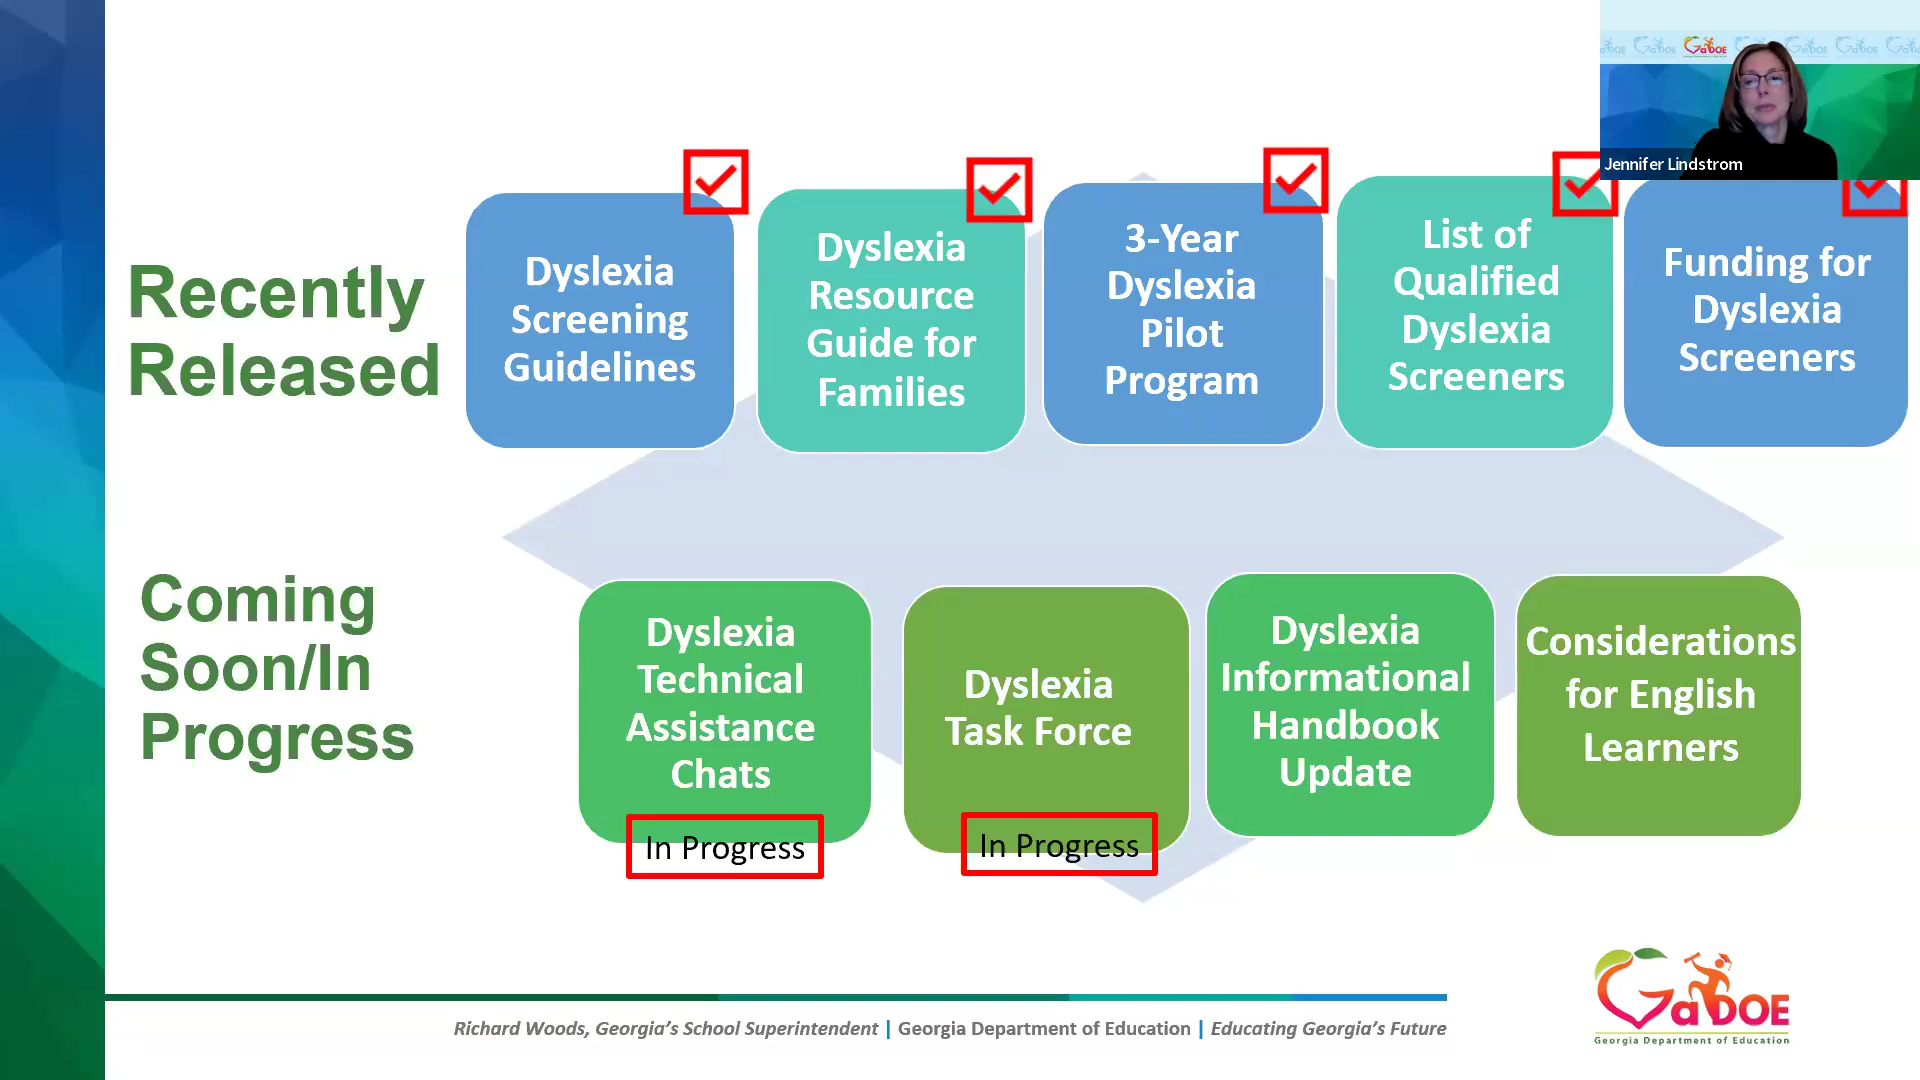 GaDOE
Jennifer Lindstrom
Recently
Released
Dyslexia
Screening
Guidelines
Dyslexia
Resource
Guide for
Families
3-Year
Dyslexia
Pilot
Program
List of
Qualified
Dyslexia
Screeners
Funding for
Dyslexia
Screeners
Coming
Soon/In
Progress
Dyslexia
Technical
Assistance
Chats
In Progress
Dyslexia
Task Force
In Progress
Dyslexia
Informational
Handbook
Update
Considerations
for English
Learners
Richard Woods, Georgia’s School Superintendent | Georgia Department of Education | Educating Georgia’s Future
GaDOE
Georgia Department of Education